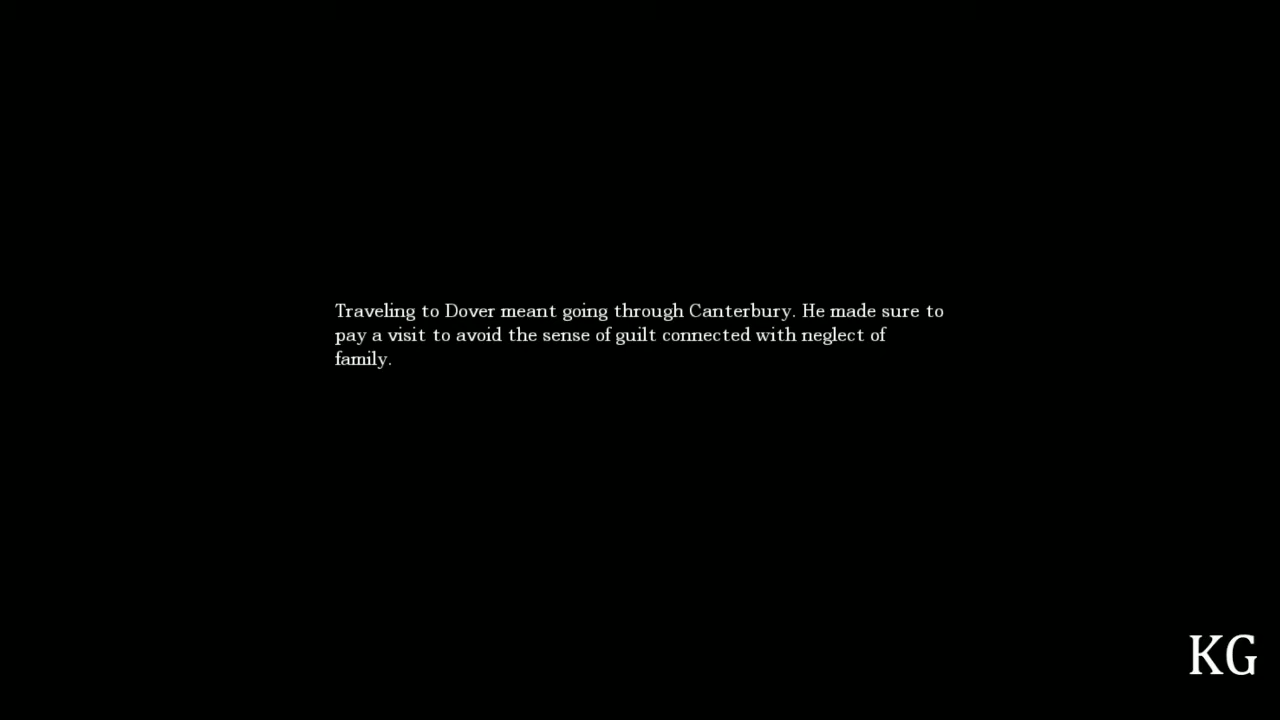 Traveling to Dover meant going through Canterbury. He made sure to
pay a visit to avoid the sense of guilt connected with neglect of
family.
KG